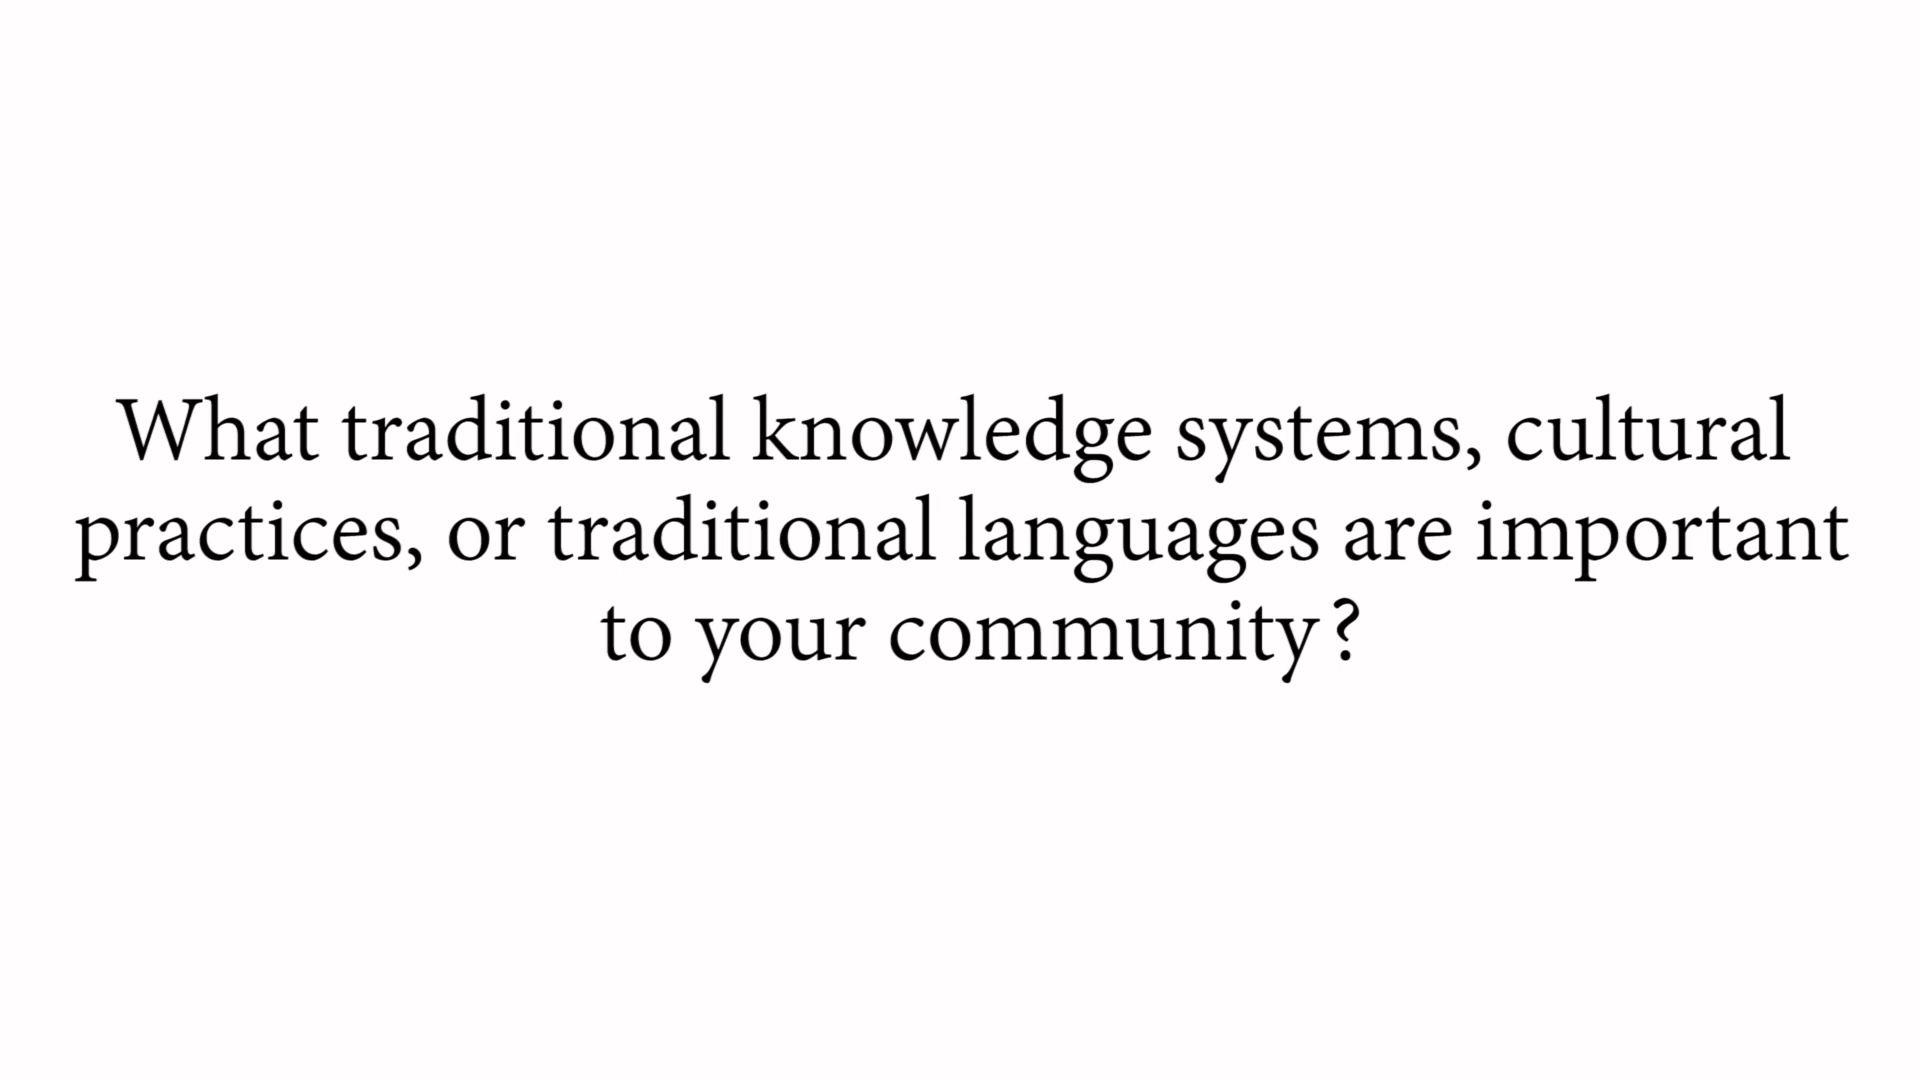 What traditional knowledge systems, cultural
practices, or traditional languages are important
to your community?